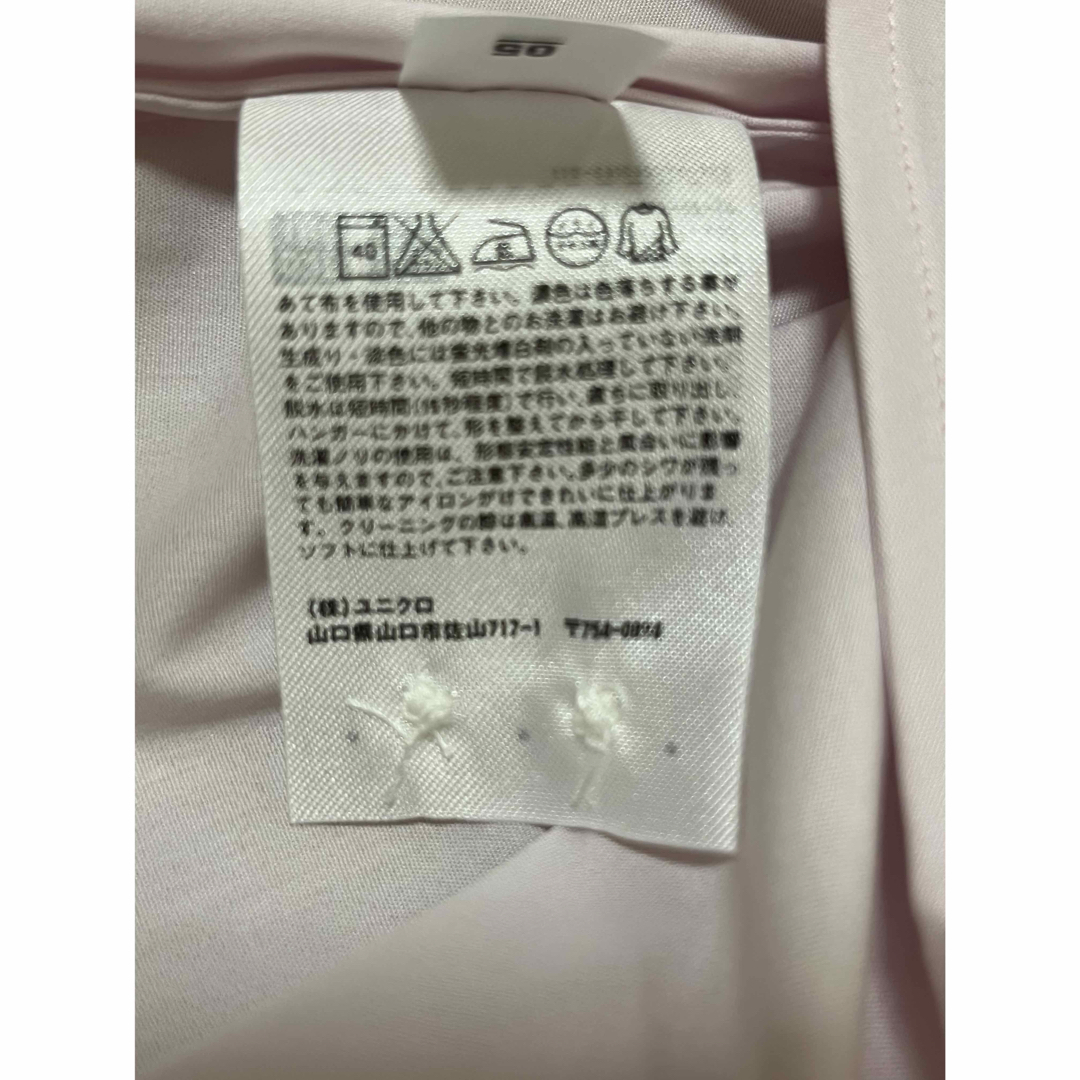 05
40
あて布を使用して下さい。濃色は色落ちする事が
ありますので、他の物とのお洗濯はお避け下さい。
生成り・淡色には蛍光増白剤の入っていない洗剤
をご使用下さい。短時間で脱水処理して下さい。
脱水は短時間(15秒程度)で行い、直ちに取り出し、
ハンガーにかけて、形を整えてから干して下さい。
洗濯ノリの使用は、形態安定性能と風合いに影響
を与えますので、ご注意下さい。多少のシワが残っ
ても簡単なアイロンがけできれいに仕上がりま
す。クリーニングの際は高温、高速プレスを避け、
ソフトに仕上げて下さい。
(株)ユニクロ
山口県山口市佐山717-1 〒754-0894